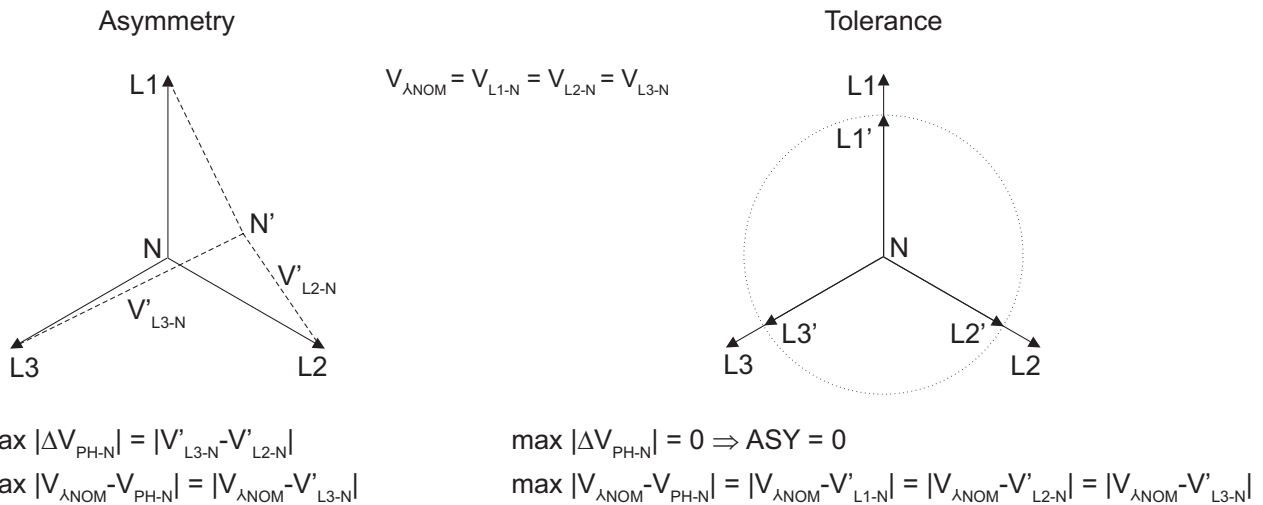 Asymmetry
Tolerance
V⅄NOM = VL1-N = VL2-N = VL3-N
L1
N
N’
V’L2-N
V’L3-N
L3
L2
L1
L1’
N
L3’
L2’
L3
L2
ax |ΔVPH-N| = |V’L3-N-V’L2-N|
ax |V⅄NOM-VPH-N| = |V⅄NOM-V’L3-N|
max |ΔVPH-N| = 0 ⇒ ASY = 0
max |V⅄NOM-VPH-N| = |V⅄NOM-V’L1-N| = |V⅄NOM-V’L2-N| = |V⅄NOM-V’L3-N|